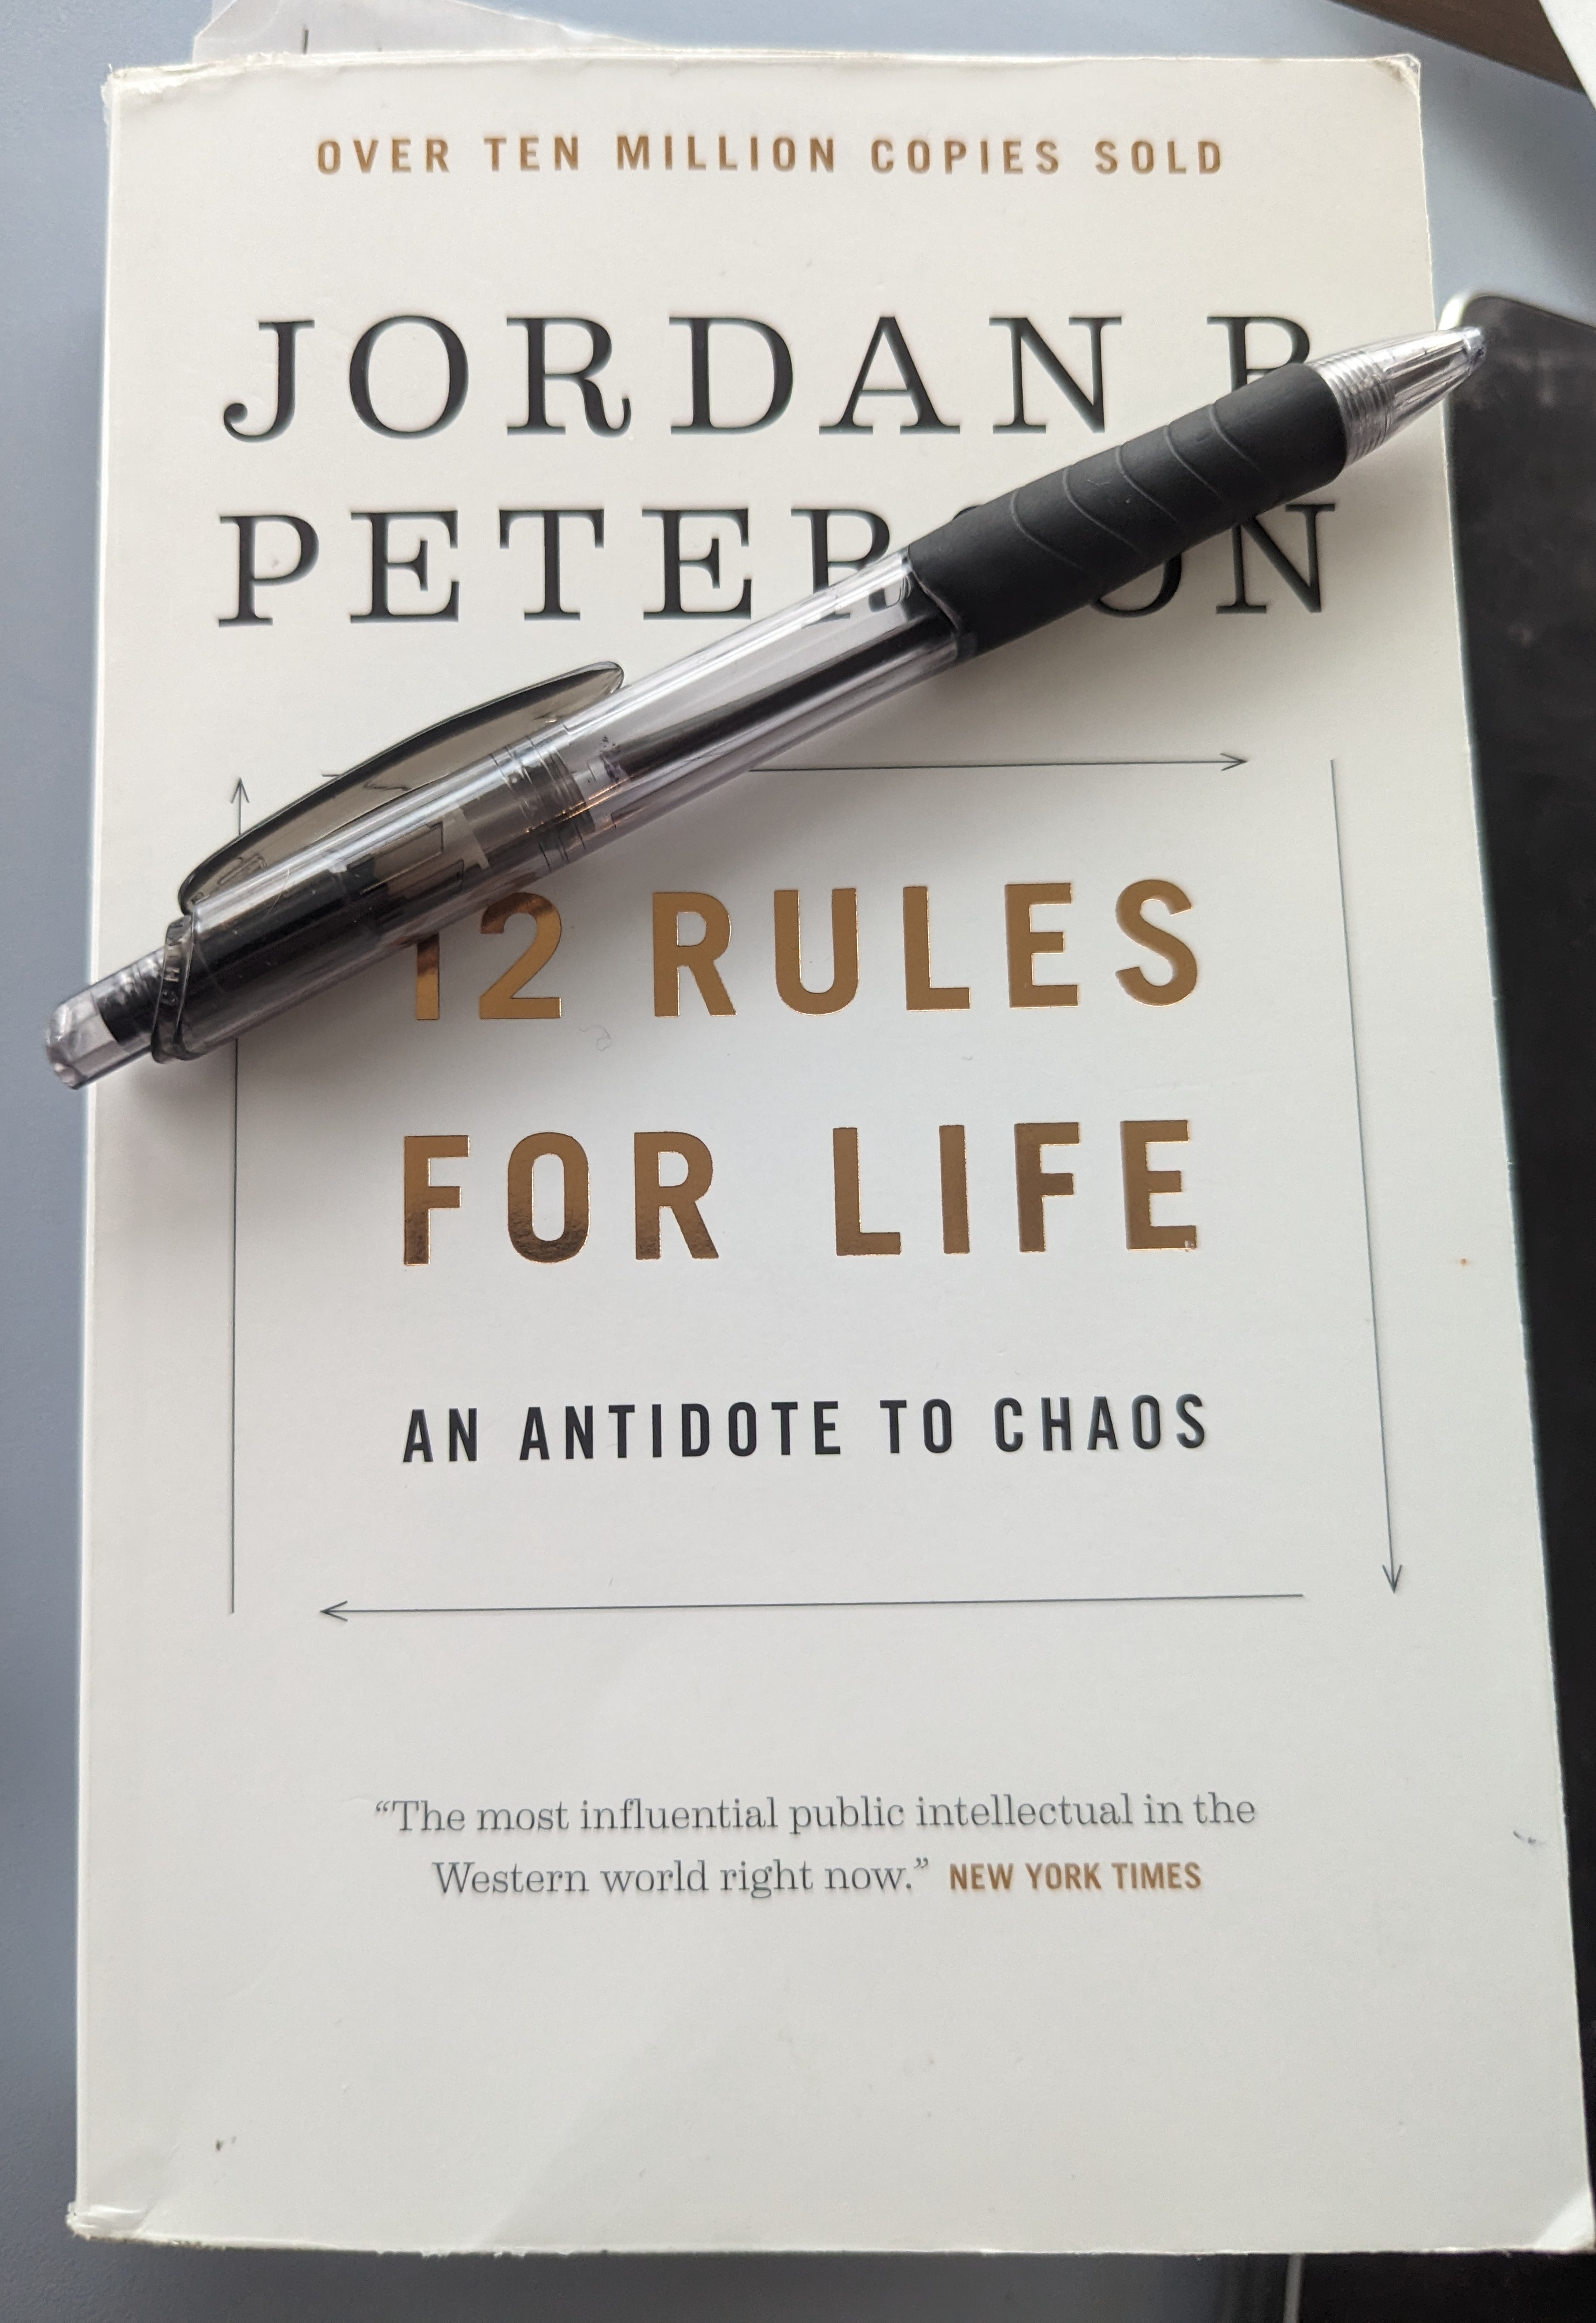 OVER TEN MILLION COPIES SOLD
JORDAN B
PETERSON
12 RULES
FOR LIFE
AN ANTIDOTE TO CHAOS
“The most influential public intellectual in the
Western world right now.” NEW YORK TIMES